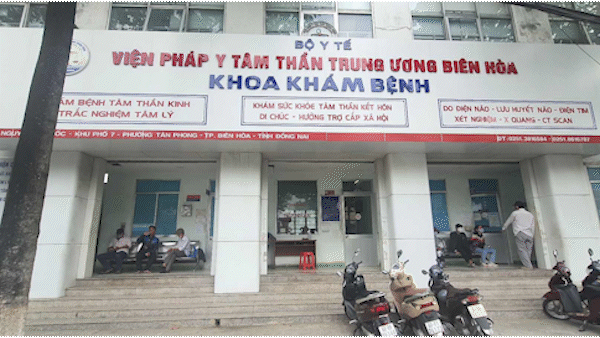 BỘ Y TẾ
VIỆN PHÁP Y TÂM THẦN TRUNG ƯƠNG BIÊN HÒA
KHOA KHÁM BỆNH
ÁM BỆNH TÂM THẦN KINH
TRẮC NGHIỆM TÂM LÝ
KHÁM SỨC KHỎE TÂM THẦN KẾT HÔN
DI CHÚC - HƯỞNG TRỢ CẤP XÃ HỘI
ĐO ĐIỆN NÃO - LƯU HUYẾT NÃO - ĐIỆN TIM
XÉT NGHIỆM - X QUANG - CT SCAN
KHU PHỐ 7 - PHƯỜNG TÂN PHONG - TP. BIÊN HÒA - TỈNH ĐỒNG NAI